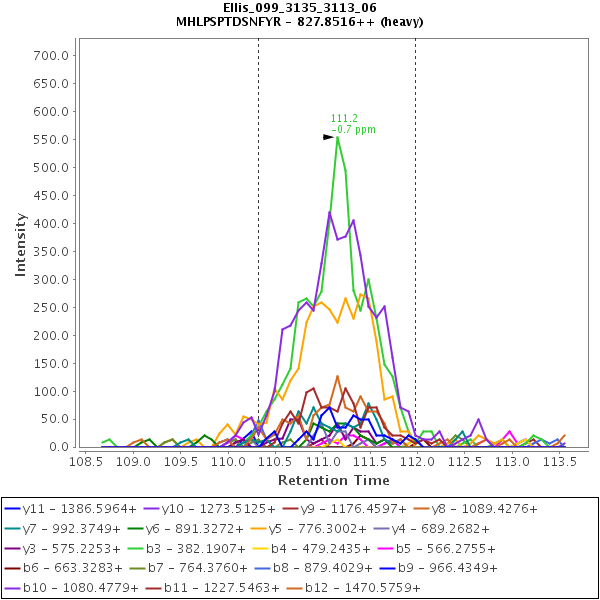 Ellis_099_3135_3113_06
MHLPSPTDSNFYR - 827.8516++ (heavy)
111.2
-0.7 ppm
Intensity
700.0
650.0
600.0
550.0
500.0
450.0
400.0
350.0
300.0
250.0
200.0
150.0
100.0
50.0
0.0
108.5 109.0 109.5 110.0 110.5 111.0 111.5 112.0 112.5 113.0 113.5
Retention Time
y11 - 1386.5964+ y10 - 1273.5125+ y9 - 1176.4597+ y8 - 1089.4276+
y7 - 992.3749+ y6 - 891.3272+ y5 - 776.3002+ y4 - 689.2682+
y3 - 575.2253+ b3 - 382.1907+ b4 - 479.2435+ b5 - 566.2755+
b6 - 663.3283+ b7 - 764.3760+ b8 - 879.4029+ b9 - 966.4349+
b10 - 1080.4779+ b11 - 1227.5463+ b12 - 1470.5759+